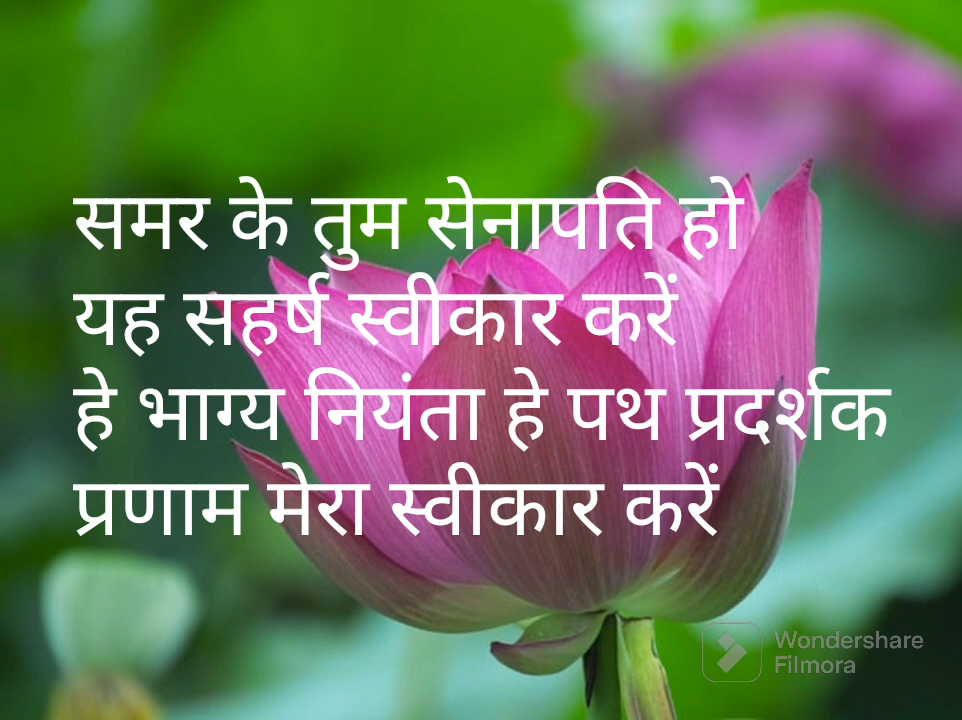 समर के तुम सेनापति हो
यह सहर्ष स्वीकार करें
हे भाग्य नियंता हे पथ प्रदर्शक
प्रणाम मेरा स्वीकार करें
Wondershare
Filmora